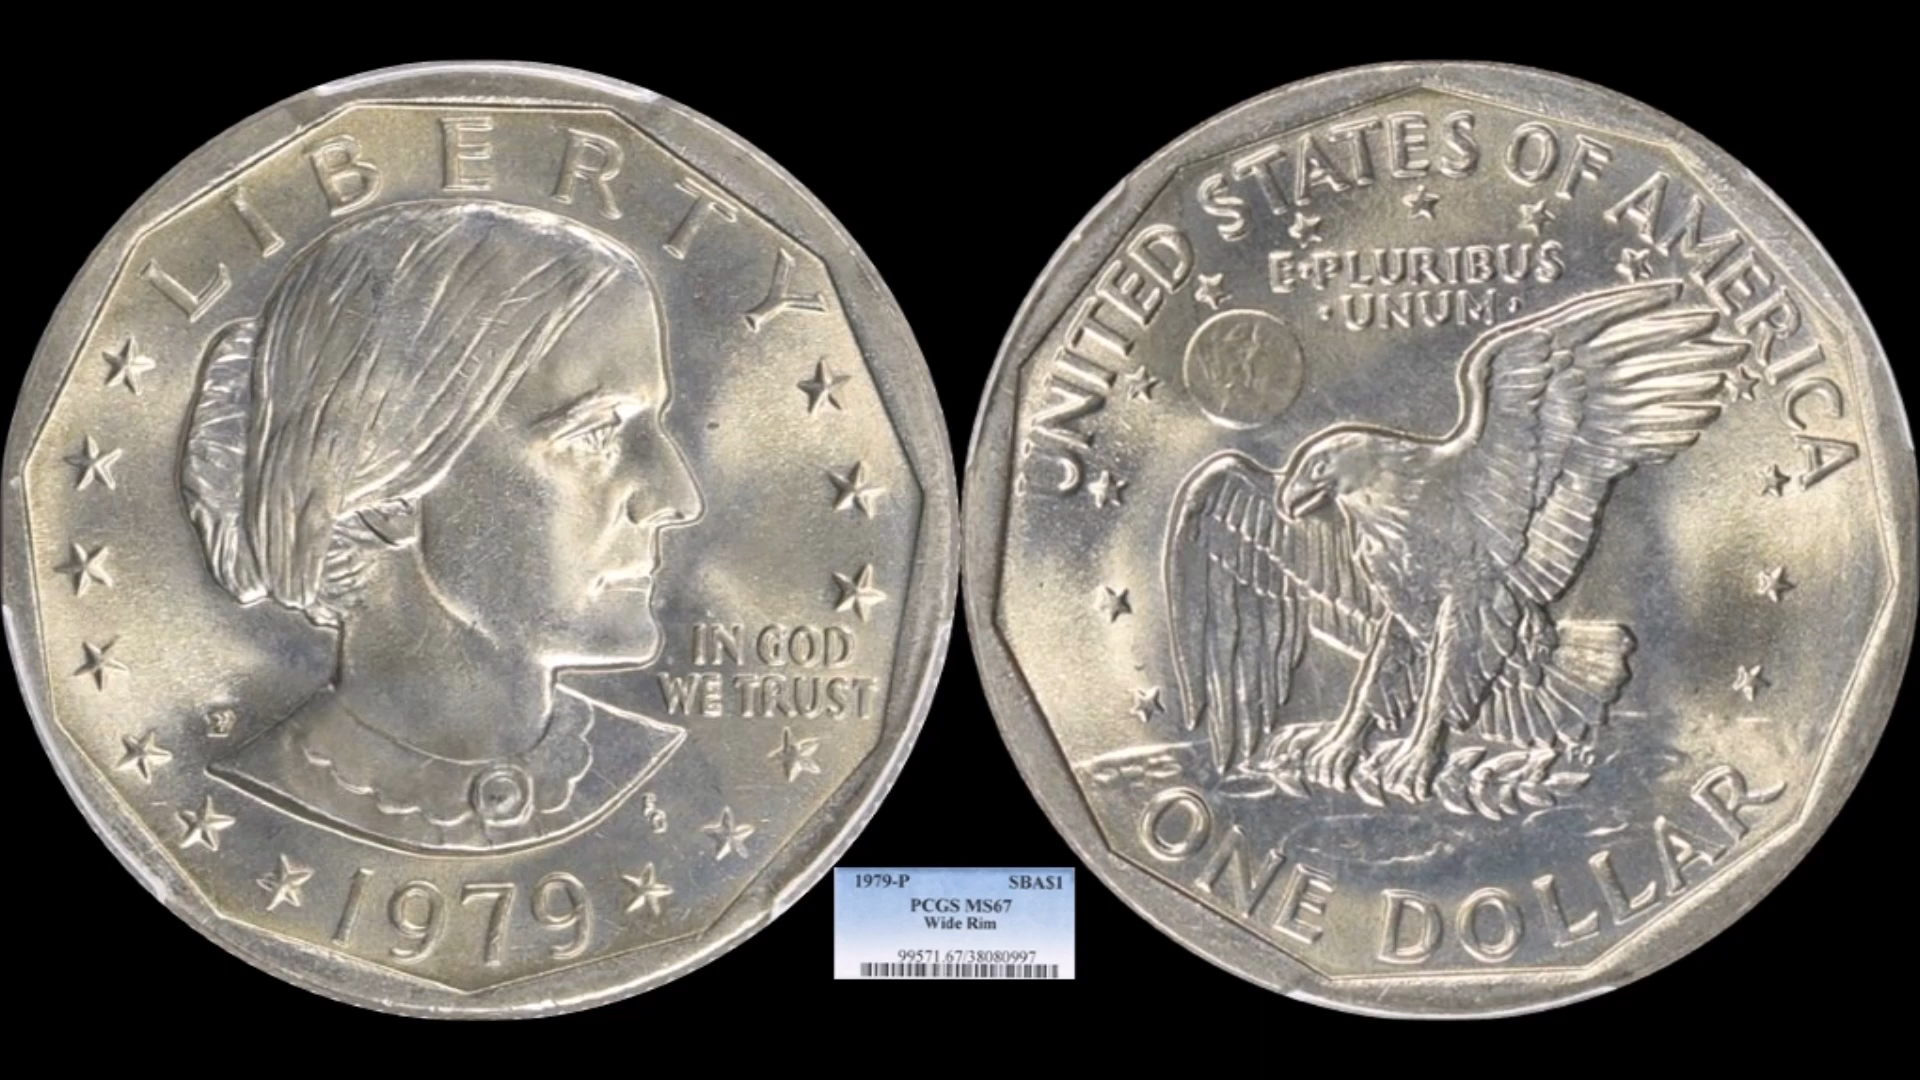 LIBERTY
IN GOD
WE TRUST
P
FG
1979
UNITED STATES OF AMERICA
E·PLURIBUS
·UNUM·
ONE DOLLAR
1979-P SBA$1
PCGS MS67
Wide Rim
99571.67/38080997